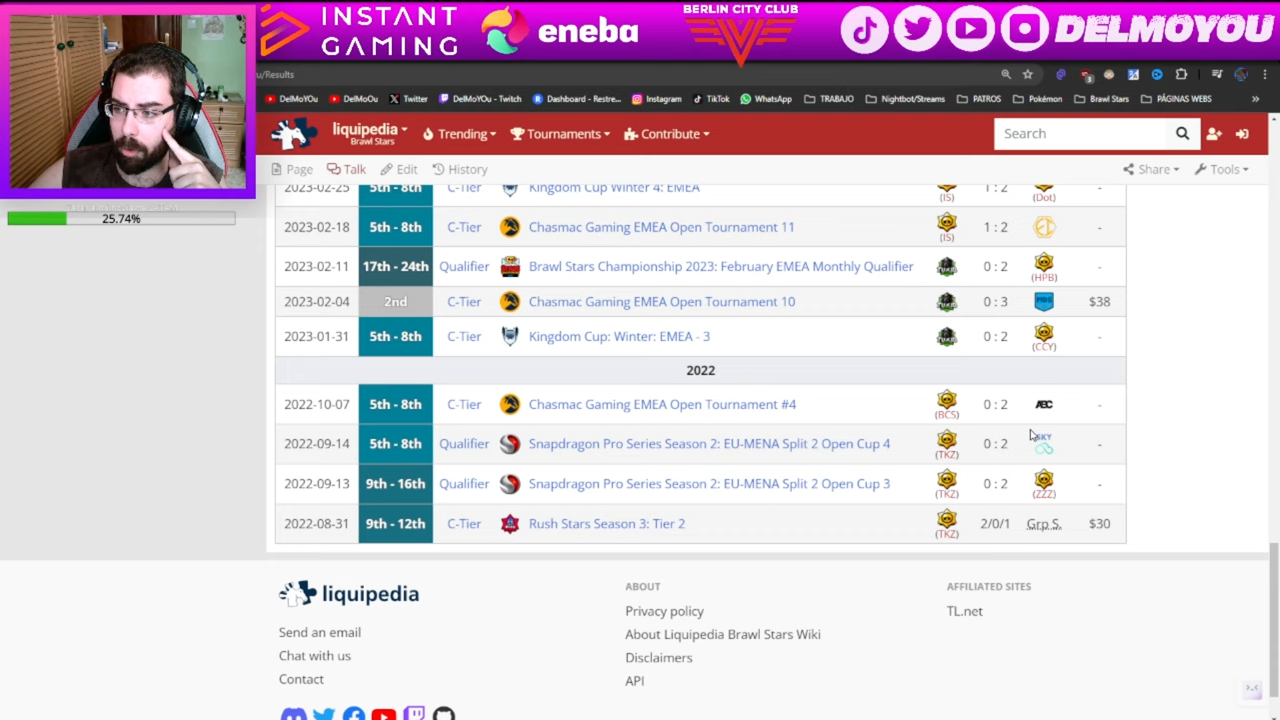 INSTANT GAMING
eneba
BERLIN CITY CLUB
DELMOYOU
u/Results
DelMoYOu DelMoOu Twitter DelMoYOu - Twitch Dashboard - Restre... Instagram TikTok WhatsApp TRABAJO Nightbot/Streams PATROS Pokémon Brawl Stars PÁGINAS WEBS »
liquipedia Brawl Stars Trending Tournaments Contribute Search
Page Talk Edit History Share Tools
25.74%
2023-02-25 5th - 8th C-Tier Kingdom Cup Winter 4: EMEA (IS) 1 : 2 (Dot) -
2023-02-18 5th - 8th C-Tier Chasmac Gaming EMEA Open Tournament 11 (IS) 1 : 2 -
2023-02-11 17th - 24th Qualifier Brawl Stars Championship 2023: February EMEA Monthly Qualifier 0 : 2 (HPB) -
2023-02-04 2nd C-Tier Chasmac Gaming EMEA Open Tournament 10 0 : 3 $38
2023-01-31 5th - 8th C-Tier Kingdom Cup: Winter: EMEA - 3 0 : 2 (CCY) -
2022
2022-10-07 5th - 8th C-Tier Chasmac Gaming EMEA Open Tournament #4 (BCS) 0 : 2 AEC -
2022-09-14 5th - 8th Qualifier Snapdragon Pro Series Season 2: EU-MENA Split 2 Open Cup 4 (TKZ) 0 : 2 SKY -
2022-09-13 9th - 16th Qualifier Snapdragon Pro Series Season 2: EU-MENA Split 2 Open Cup 3 (TKZ) 0 : 2 (ZZZ) -
2022-08-31 9th - 12th C-Tier Rush Stars Season 3: Tier 2 (TKZ) 2/0/1 Grp S. $30
liquipedia
Send an email
Chat with us
Contact
ABOUT
Privacy policy
About Liquipedia Brawl Stars Wiki
Disclaimers
API
AFFILIATED SITES
TL.net